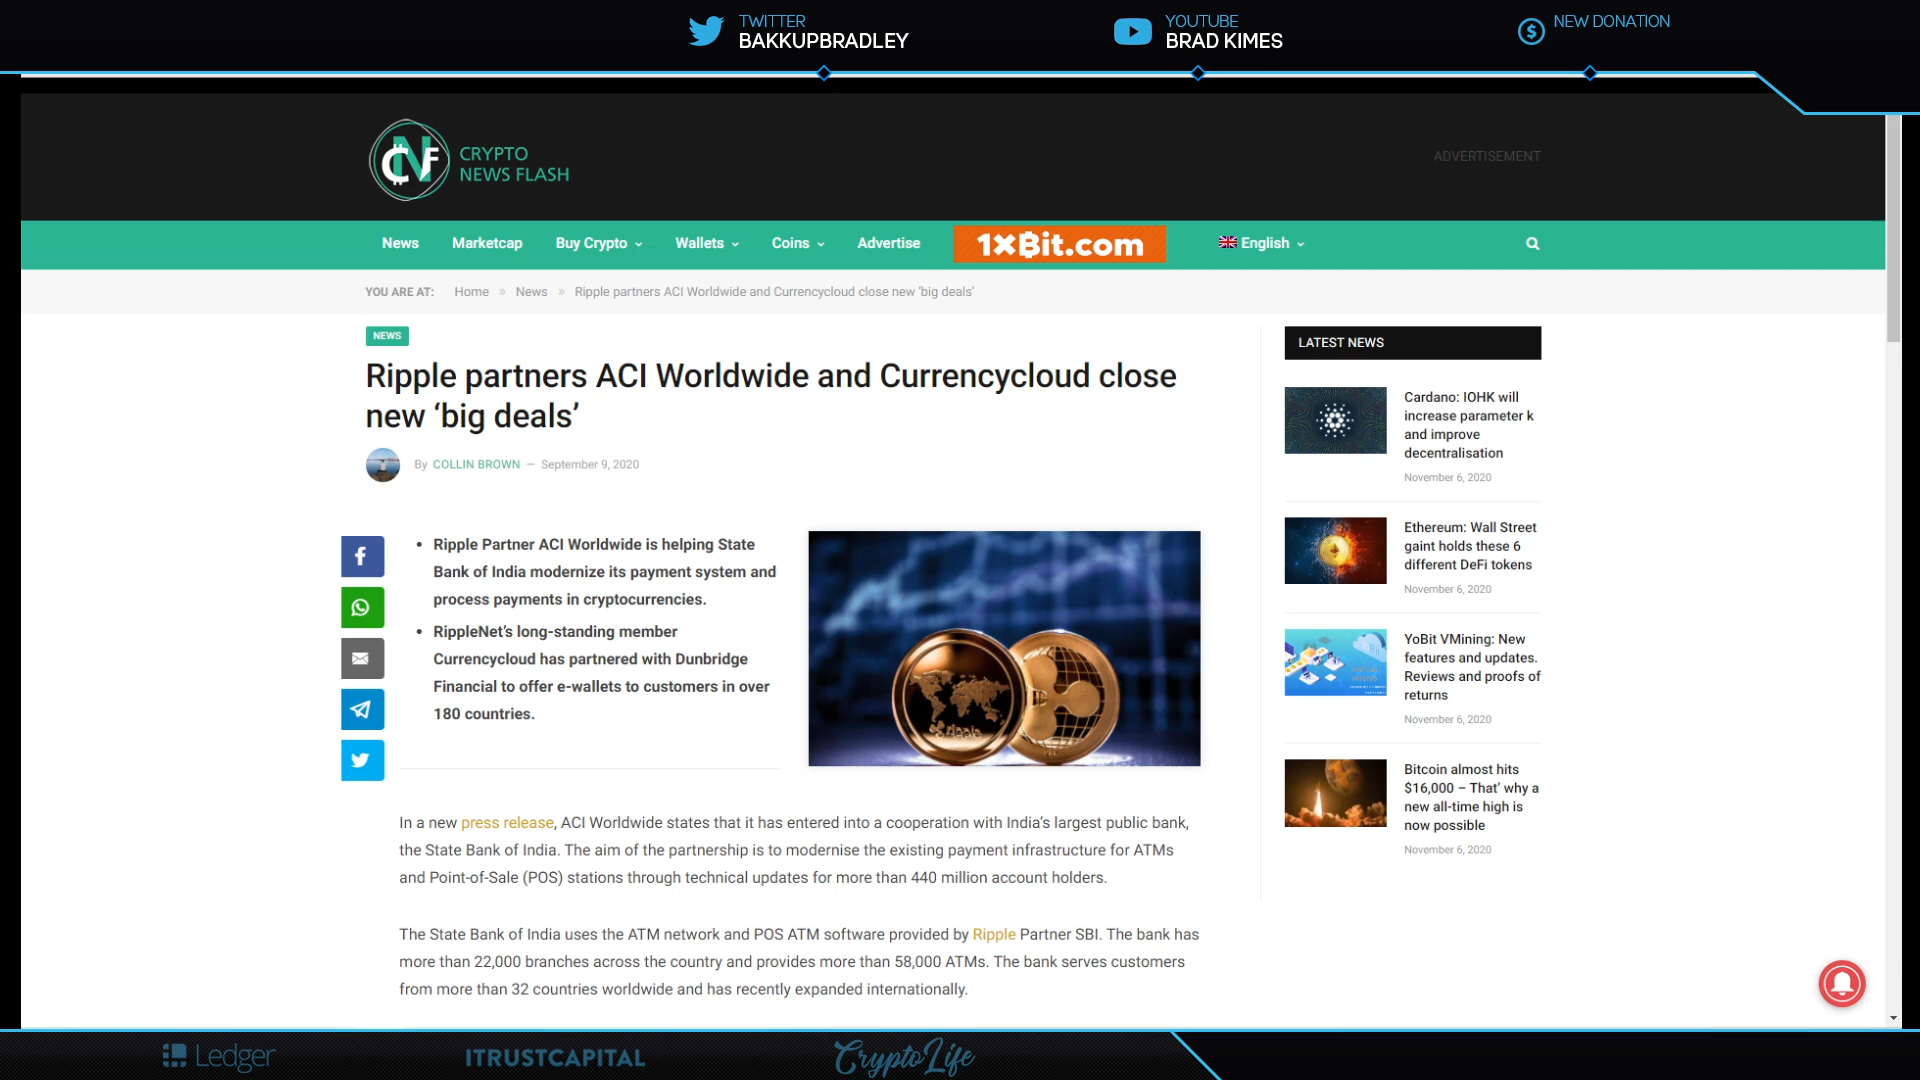 TWITTER
BAKKUPBRADLEY
YOUTUBE
BRAD KIMES
NEW DONATION
CRYPTO
NEWS FLASH
ADVERTISEMENT
News Marketcap Buy Crypto Wallets Coins Advertise 1xBit.com English
YOU ARE AT: Home » News » Ripple partners ACI Worldwide and Currencycloud close new ‘big deals’
NEWS
Ripple partners ACI Worldwide and Currencycloud close
new ‘big deals’
By COLLIN BROWN — September 9, 2020
• Ripple Partner ACI Worldwide is helping State
Bank of India modernize its payment system and
process payments in cryptocurrencies.
• RippleNet’s long-standing member
Currencycloud has partnered with Dunbridge
Financial to offer e-wallets to customers in over
180 countries.
ripple
In a new press release, ACI Worldwide states that it has entered into a cooperation with India’s largest public bank,
the State Bank of India. The aim of the partnership is to modernise the existing payment infrastructure for ATMs
and Point-of-Sale (POS) stations through technical updates for more than 440 million account holders.
The State Bank of India uses the ATM network and POS ATM software provided by Ripple Partner SBI. The bank has
more than 22,000 branches across the country and provides more than 58,000 ATMs. The bank serves customers
from more than 32 countries worldwide and has recently expanded internationally.
LATEST NEWS
Cardano: IOHK will
increase parameter k
and improve
decentralisation
November 6, 2020
Ethereum: Wall Street
gaint holds these 6
different DeFi tokens
November 6, 2020
YoBit VMining: New
features and updates.
Reviews and proofs of
returns
November 6, 2020
Bitcoin almost hits
$16,000 – That’ why a
new all-time high is
now possible
November 6, 2020
Ledger
ITRUSTCAPITAL
CryptoLife